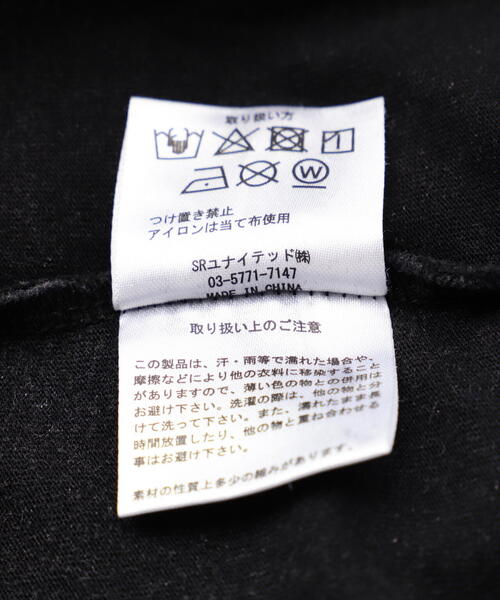 取り扱い方
つけ置き禁止
アイロンは当て布使用
SRユナイテッド㈱
03-5771-7147
MADE IN CHINA
取り扱い上のご注意
この製品は、汗・雨等で濡れた場合や、
摩擦などにより他の衣料に移染すること
がありますので、薄い色の物との併用は
お避け下さい。洗濯の際は、他の物と分
けて洗って下さい。また、濡れたまま長
時間放置したり、他の物と重ね合わせる
事はお避け下さい。
素材の性質上多少の縮みがあります。